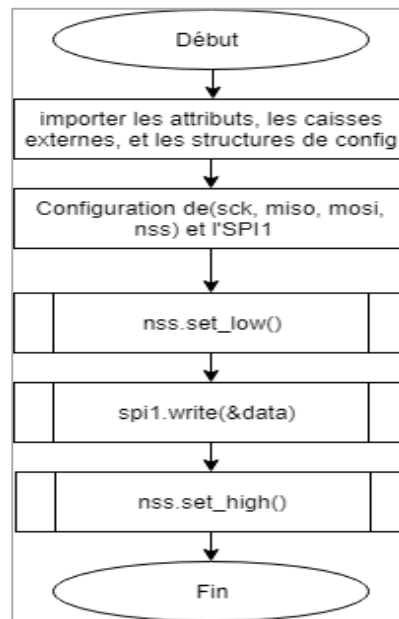 Début
importer les attributs, les caisses
externes, et les structures de config
Configuration de(sck, miso, mosi,
nss) et l'SPI1
nss.set_low()
spi1.write(&data)
nss.set_high()
Fin